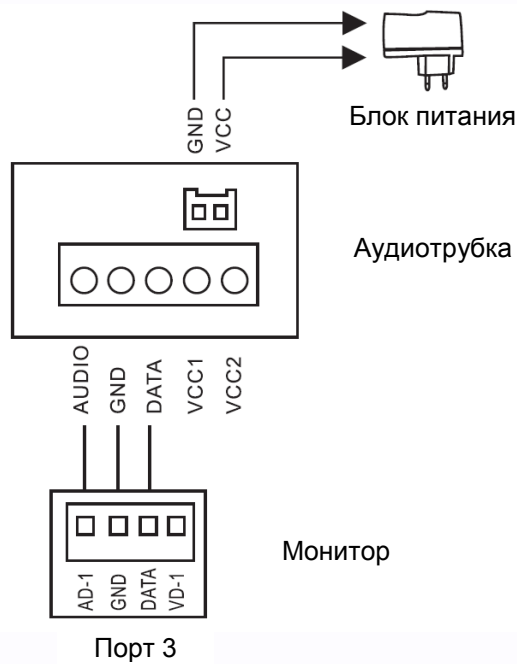 GND
VCC
Блок питания
Аудиотрубка
AUDIO
GND
DATA
VCC1
VCC2
Монитор
AD-1
GND
DATA
VD-1
Порт 3